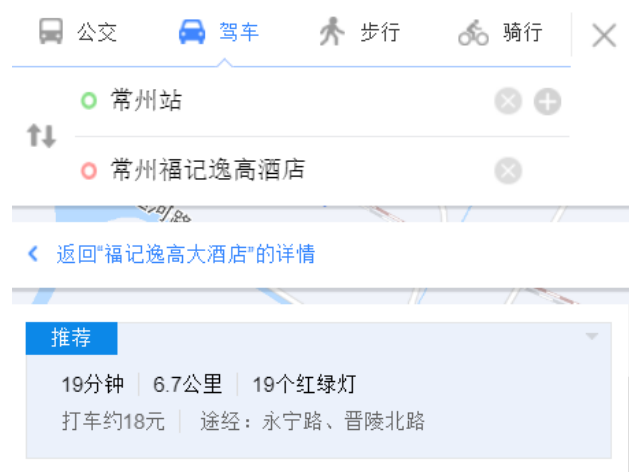 公交 驾车 步行 骑行
常州站
常州福记逸高酒店
返回“福记逸高大酒店”的详情
推荐
19分钟 6.7公里 19个红绿灯
打车约18元 途经：永宁路、晋陵北路